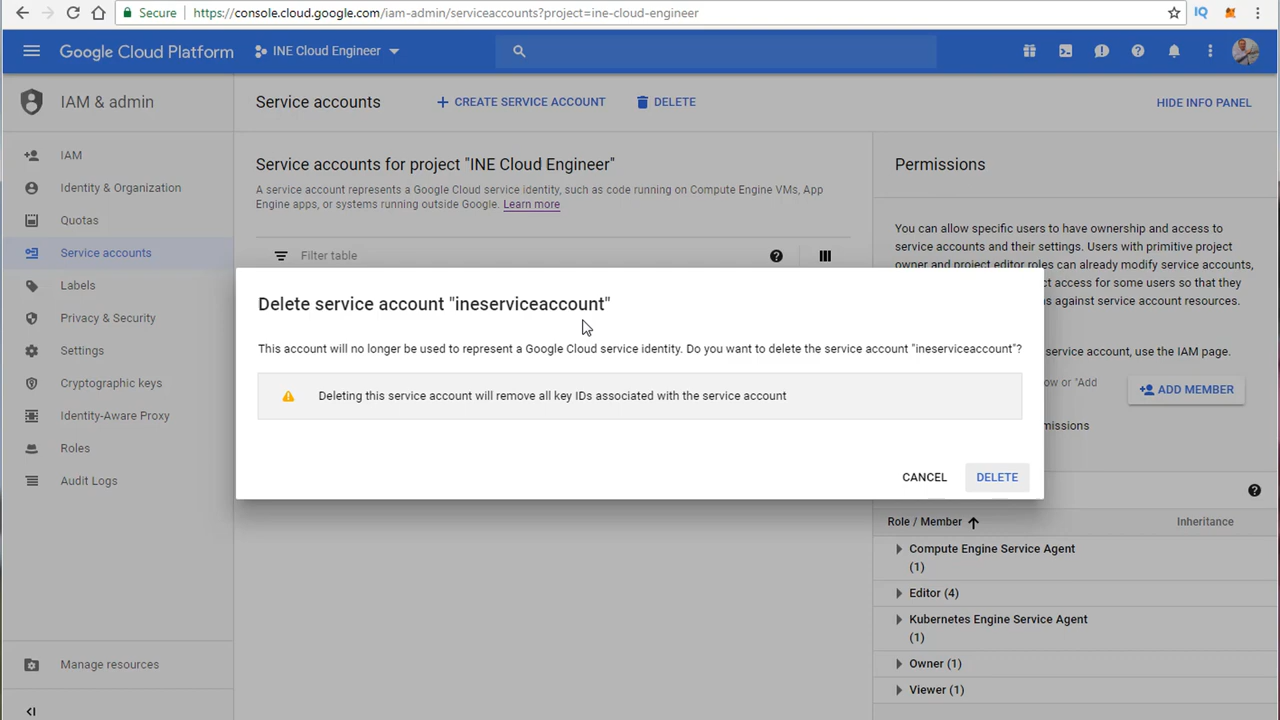 Secure
https://console.cloud.google.com/iam-admin/serviceaccounts?project=ine-cloud-engineer
IQ
Google Cloud Platform
INE Cloud Engineer
IAM & admin
IAM
Identity & Organization
Quotas
Service accounts
Labels
Privacy & Security
Settings
Cryptographic keys
Identity-Aware Proxy
Roles
Audit Logs
Manage resources
Service accounts
CREATE SERVICE ACCOUNT
DELETE
HIDE INFO PANEL
Service accounts for project "INE Cloud Engineer"
A service account represents a Google Cloud service identity, such as code running on Compute Engine VMs, App
Engine apps, or systems running outside Google. Learn more
Filter table
Delete service account "ineserviceaccount"
This account will no longer be used to represent a Google Cloud service identity. Do you want to delete the service account "ineserviceaccount"?
Deleting this service account will remove all key IDs associated with the service account
CANCEL
DELETE
Permissions
You can allow specific users to have ownership and access to
service accounts and their settings. Users with primitive project
owner and project editor roles can already modify service accounts,
ct access for some users so that they
s against service account resources.
service account, use the IAM page.
ow or "Add
ADD MEMBER
missions
Role / Member
Inheritance
Compute Engine Service Agent
(1)
Editor (4)
Kubernetes Engine Service Agent
(1)
Owner (1)
Viewer (1)